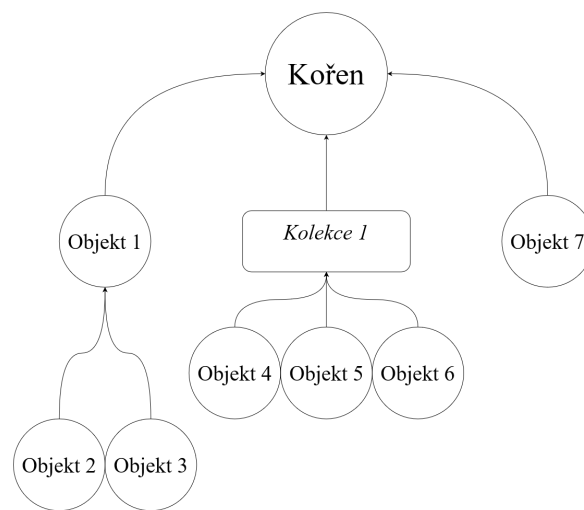 Kořen
Objekt 1
Kolekce 1
Objekt 7
Objekt 4
Objekt 5
Objekt 6
Objekt 2
Objekt 3